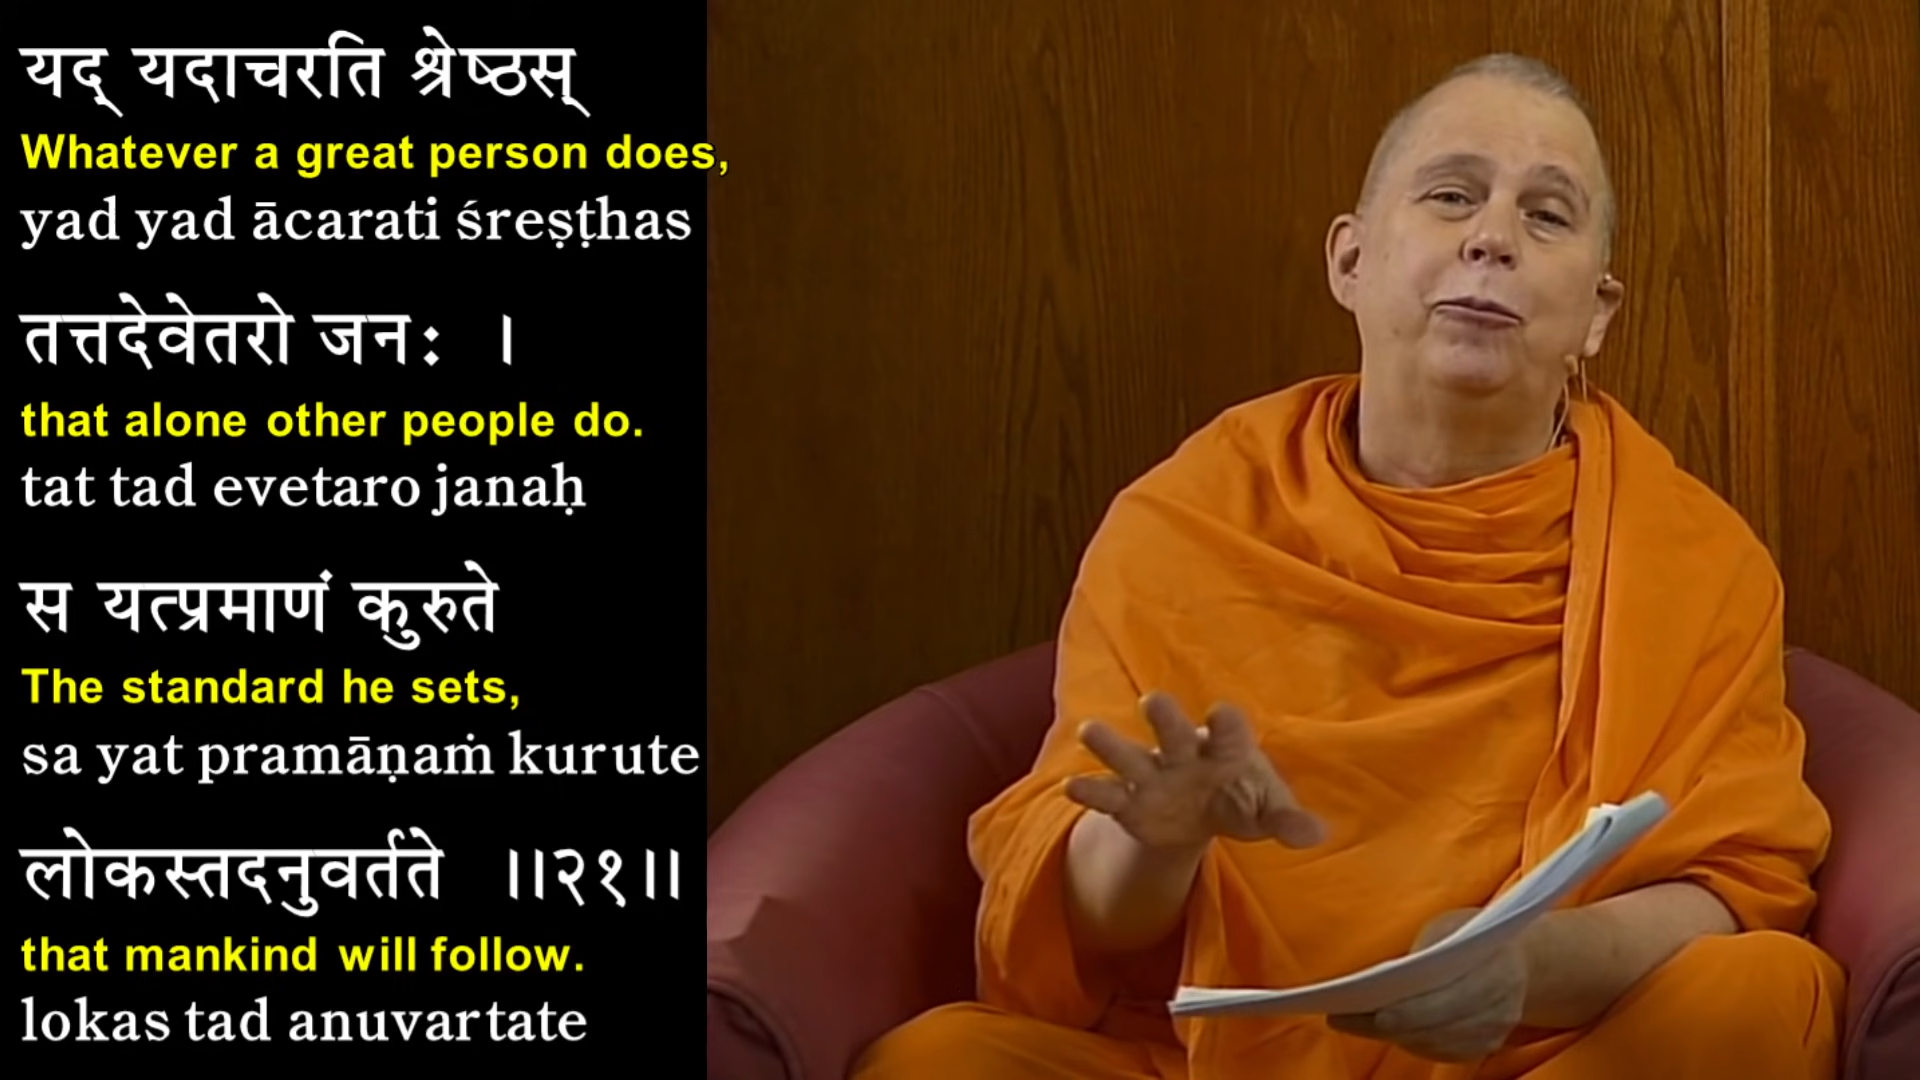 यद् यदाचरति श्रेष्ठस्
Whatever a great person does,
yad yad ācarati śreṣṭhas
तत्तदेवेतरो जनः ।
that alone other people do.
tat tad evetaro janaḥ
स यत्प्रमाणं कुरुते
The standard he sets,
sa yat pramāṇaṁ kurute
लोकस्तदनुवर्तते ।।२१।।
that mankind will follow.
lokas tad anuvartate